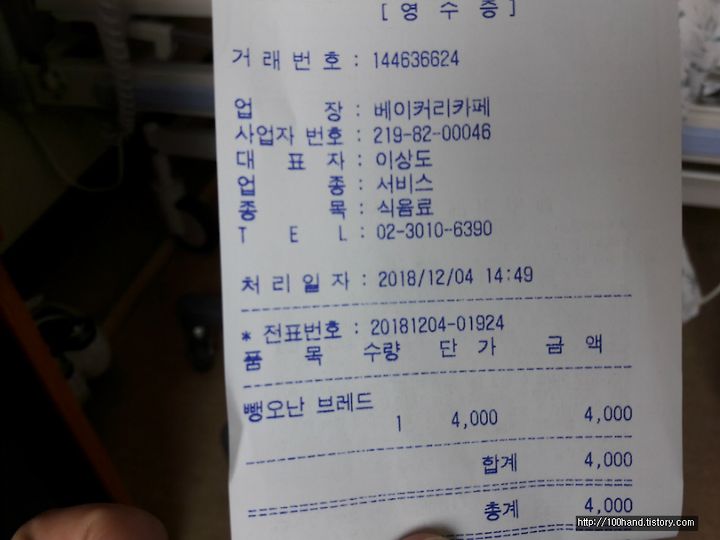 [ 영 수 증 ]
거 래 번 호 : 144636624
업 장 : 베이커리카페
사업자 번호 : 219-82-00046
대 표 자 : 이상도
업 종 : 서비스
종 목 : 식음료
T E L : 02-3010-6390
처 리 일 자 : 2018/12/04 14:49
* 전표번호 : 20181204-01924
품 목 수량 단 가 금 액
뺑오난 브레드
1 4,000 4,000
합계 4,000
총계 4,000
http://100hand.tistory.com